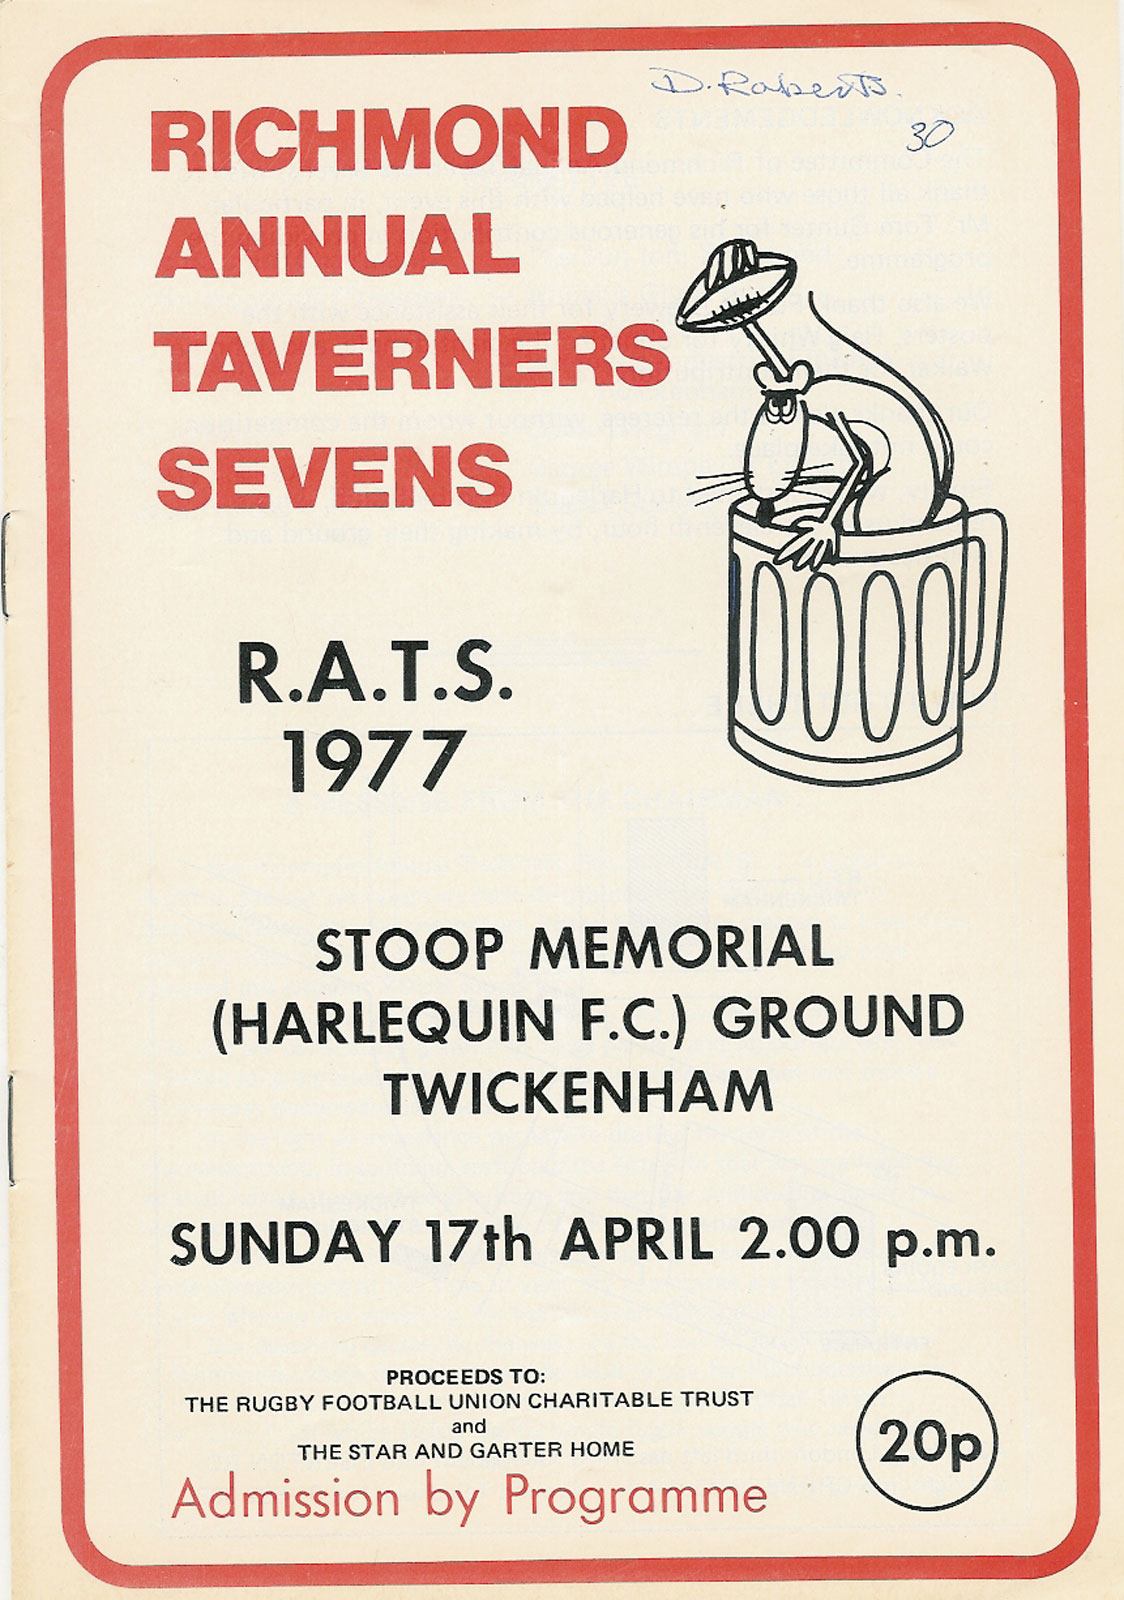 D. Roberts.
30
RICHMOND
ANNUAL
TAVERNERS
SEVENS
R.A.T.S.
1977
STOOP MEMORIAL
(HARLEQUIN F.C.) GROUND
TWICKENHAM
SUNDAY 17th APRIL 2.00 p.m.
PROCEEDS TO:
THE RUGBY FOOTBALL UNION CHARITABLE TRUST
and
THE STAR AND GARTER HOME
Admission by Programme
20p